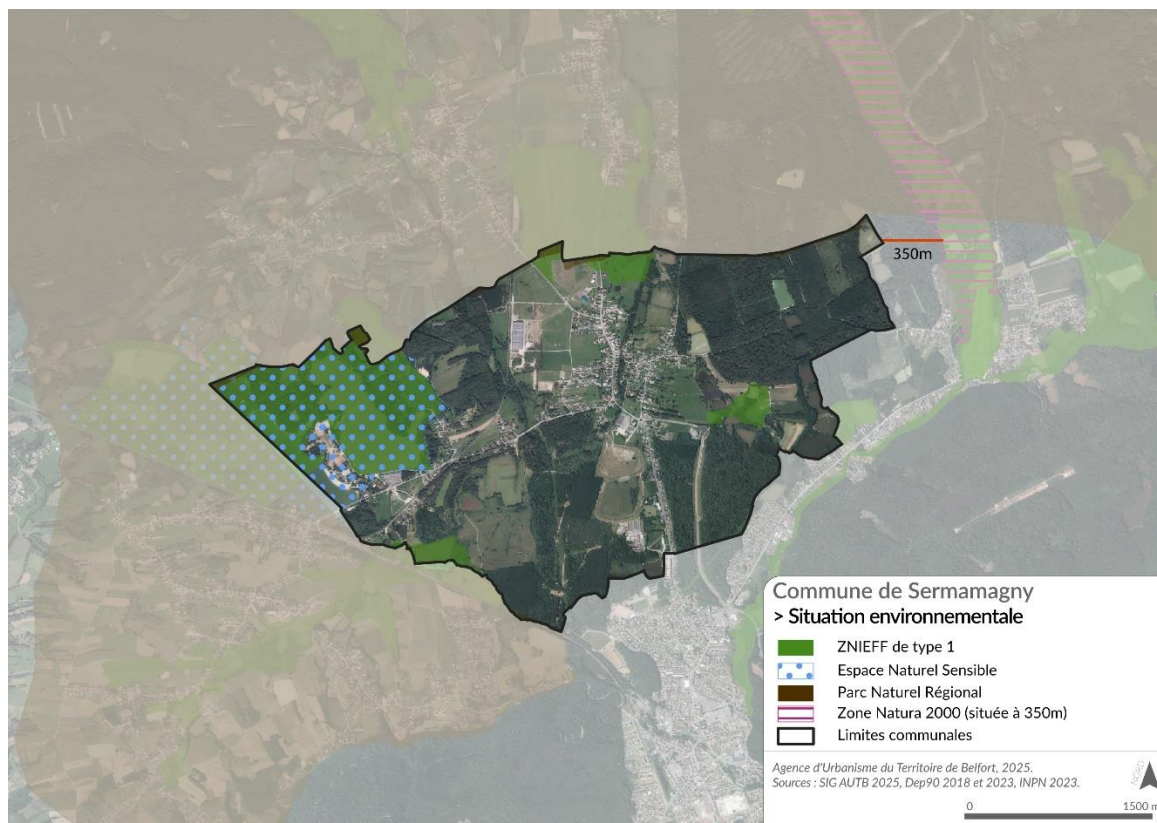 350m
Commune de Sermamagny
> Situation environnementale
ZNIEFF de type 1
Espace Naturel Sensible
Parc Naturel Régional
Zone Natura 2000 (située à 350m)
Limites communales
Agence d'Urbanisme du Territoire de Belfort, 2025.
Sources : SIG AUTB 2025, Dep90 2018 et 2023, INPN 2023.
NORD
0 1500 m